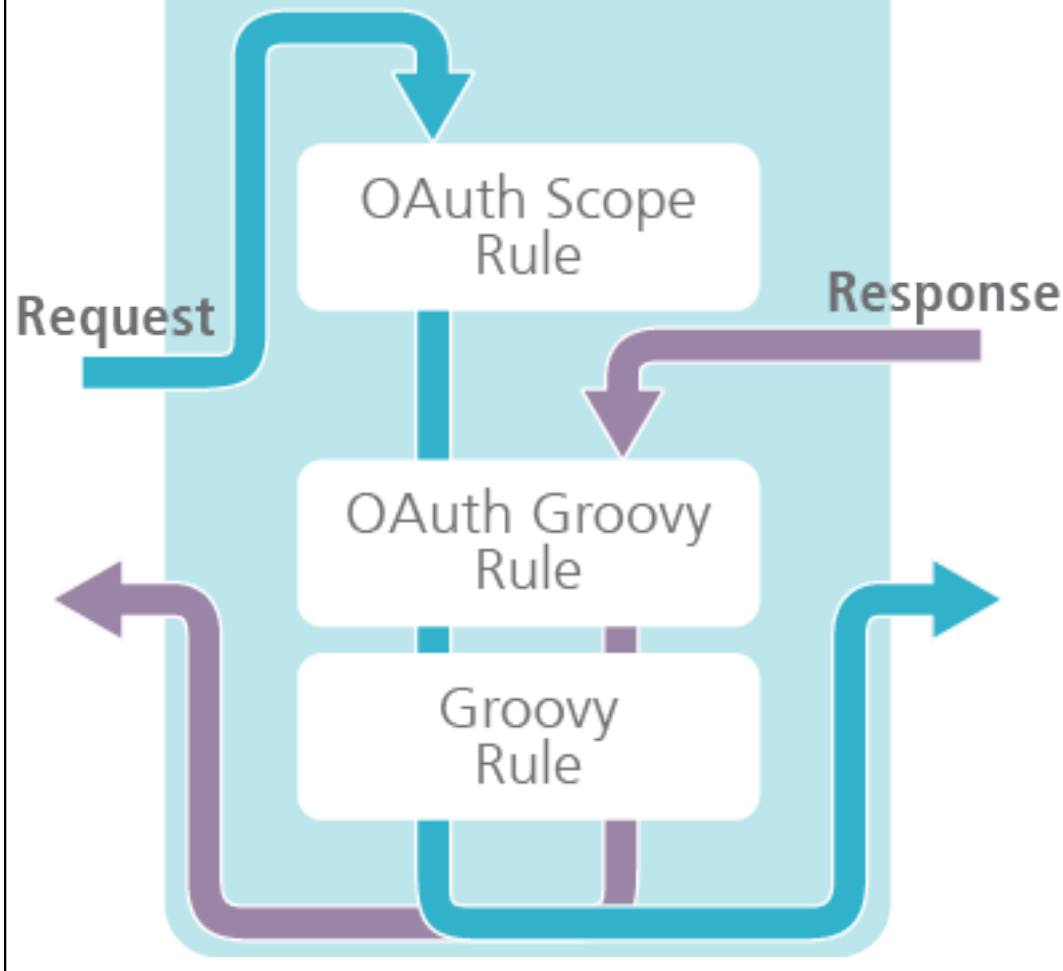 OAuth Scope
Rule
Request
Response
OAuth Groovy
Rule
Groovy
Rule